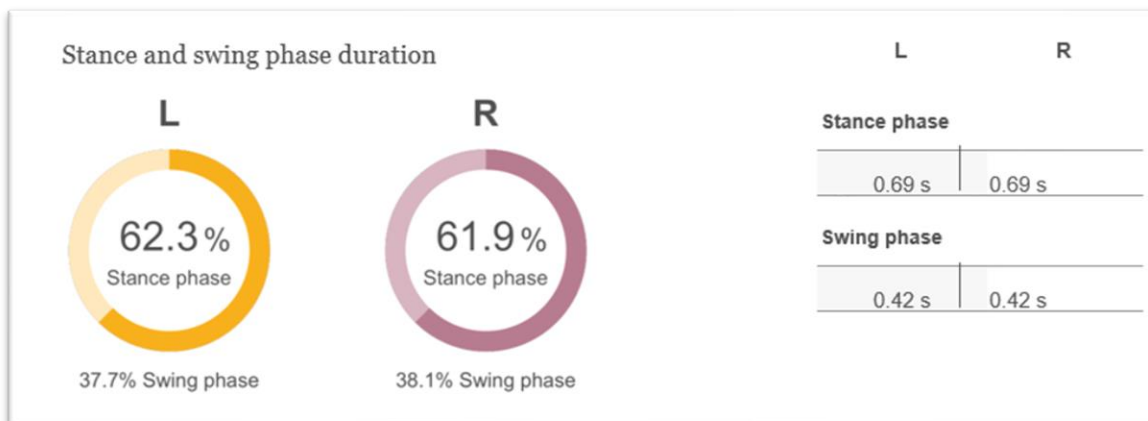 Stance and swing phase duration
L R
62.3 %
Stance phase
37.7% Swing phase
61.9 %
Stance phase
38.1% Swing phase
L R
Stance phase
0.69 s 0.69 s
Swing phase
0.42 s 0.42 s